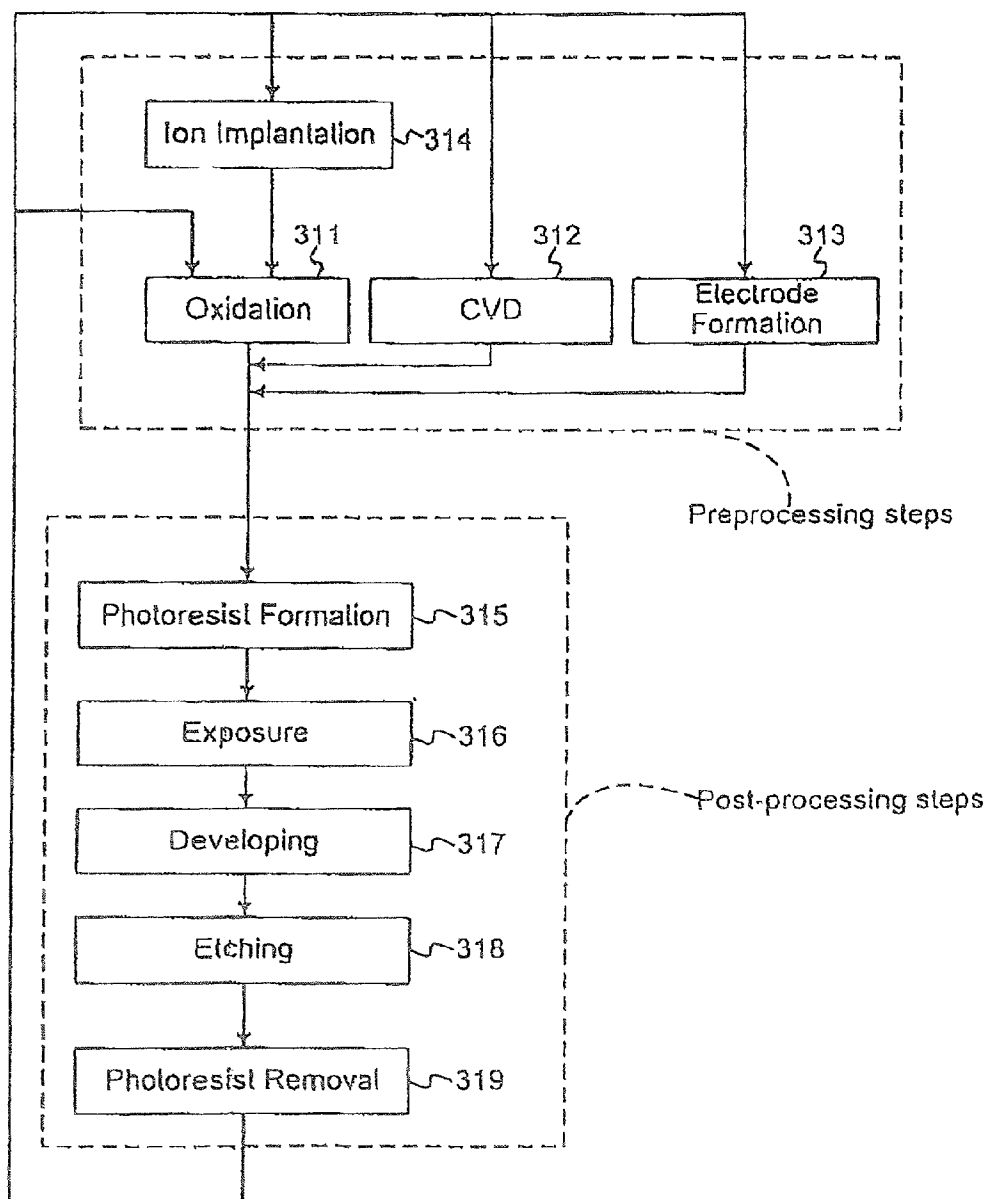 Ion Implantation
314
311
312
313
Oxidation
CVD
Electrode
Formation
Preprocessing steps
Photoresist Formation
315
Exposure
316
Post-processing steps
Developing
317
Etching
318
Photoresist Removal
319